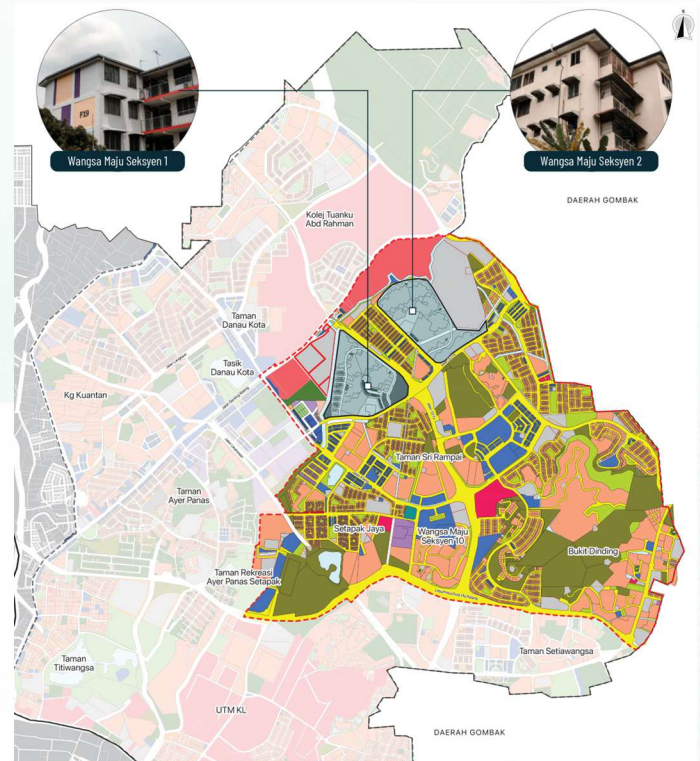 F19
Wangsa Maju Seksyen 1
Wangsa Maju Seksyen 2
DAERAH GOMBAK
Kolej Tuanku
Abd Rahman
Taman
Danau Kota
Tasik
Danau Kota
Kg Kuantan
Taman Sri Rampai
Taman
Ayer Panas
Setapak Jaya
Wangsa Maju
Seksyen 10
Bukit Dinding
Taman Rekreasi
Ayer Panas Setapak
Taman Setiawangsa
Taman
Titiwangsa
UTM KL
DAERAH GOMBAK